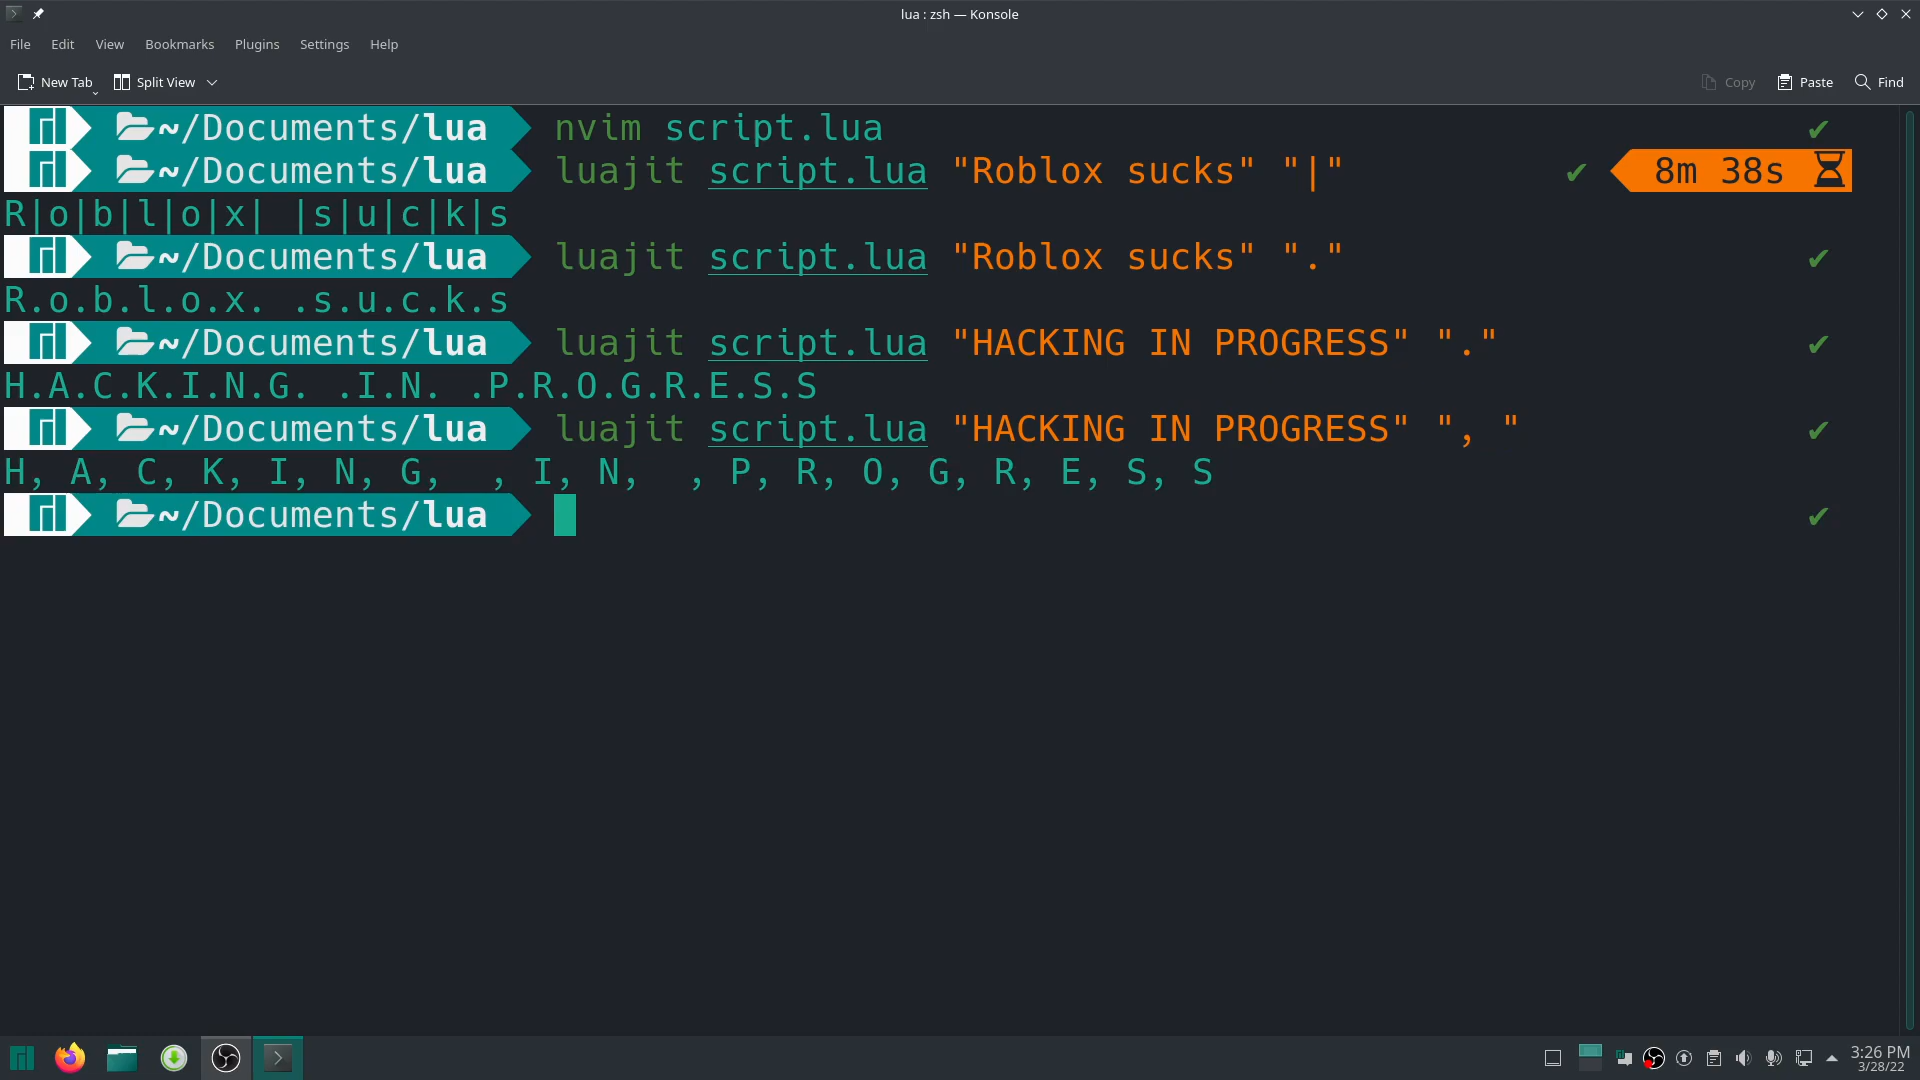 lua : zsh — Konsole
File Edit View Bookmarks Plugins Settings Help
New Tab Split View Copy Paste Find
~/Documents/lua nvim script.lua ✔
~/Documents/lua luajit script.lua "Roblox sucks" "|" ✔ 8m 38s
R|o|b|l|o|x| |s|u|c|k|s
~/Documents/lua luajit script.lua "Roblox sucks" "." ✔
R.o.b.l.o.x. .s.u.c.k.s
~/Documents/lua luajit script.lua "HACKING IN PROGRESS" "." ✔
H.A.C.K.I.N.G. .I.N. .P.R.O.G.R.E.S.S
~/Documents/lua luajit script.lua "HACKING IN PROGRESS" ", " ✔
H, A, C, K, I, N, G,  , I, N,  , P, R, O, G, R, E, S, S
~/Documents/lua ✔
3:26 PM
3/28/22